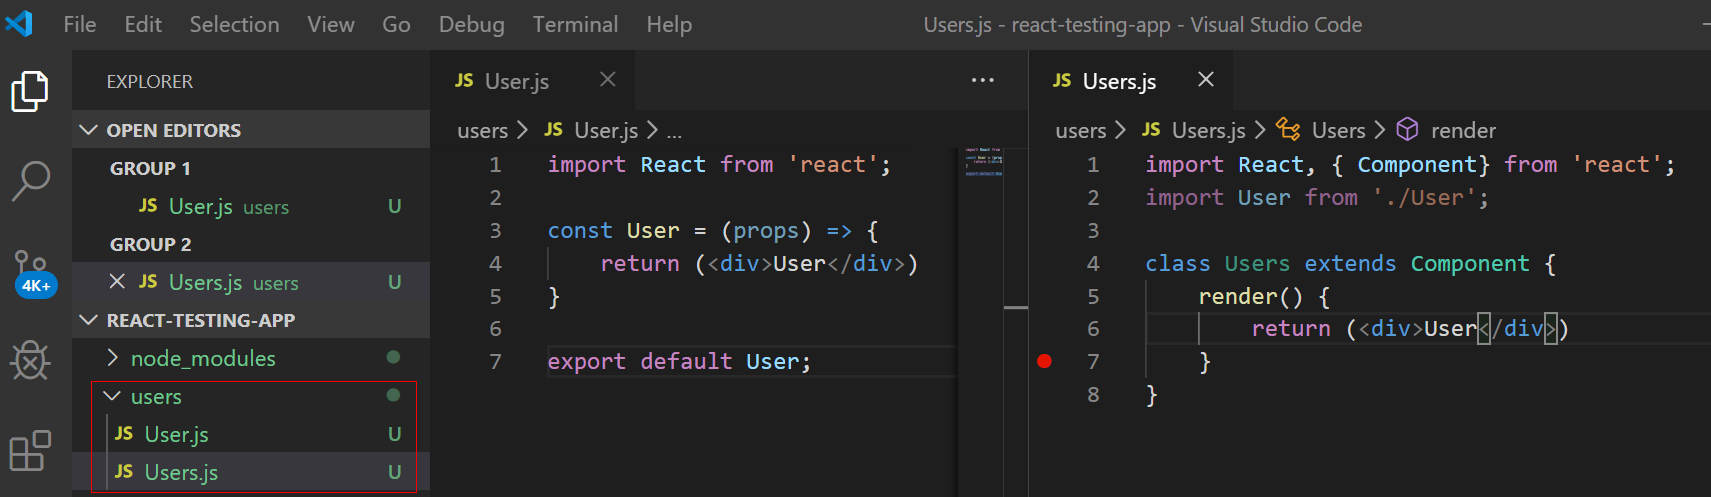 File Edit Selection View Go Debug Terminal Help Users.js - react-testing-app - Visual Studio Code
EXPLORER
OPEN EDITORS
GROUP 1
JS User.js users U
GROUP 2
JS Users.js users U
REACT-TESTING-APP
node_modules
users
JS User.js U
JS Users.js U
4K+
JS User.js
users > JS User.js > ...
1 import React from 'react';
2
3 const User = (props) => {
4 return (<div>User</div>)
5 }
6
7 export default User;
JS Users.js
users > JS Users.js > Users > render
1 import React, { Component} from 'react';
2 import User from './User';
3
4 class Users extends Component {
5 render() {
6 return (<div>User</div>)
7 }
8 }